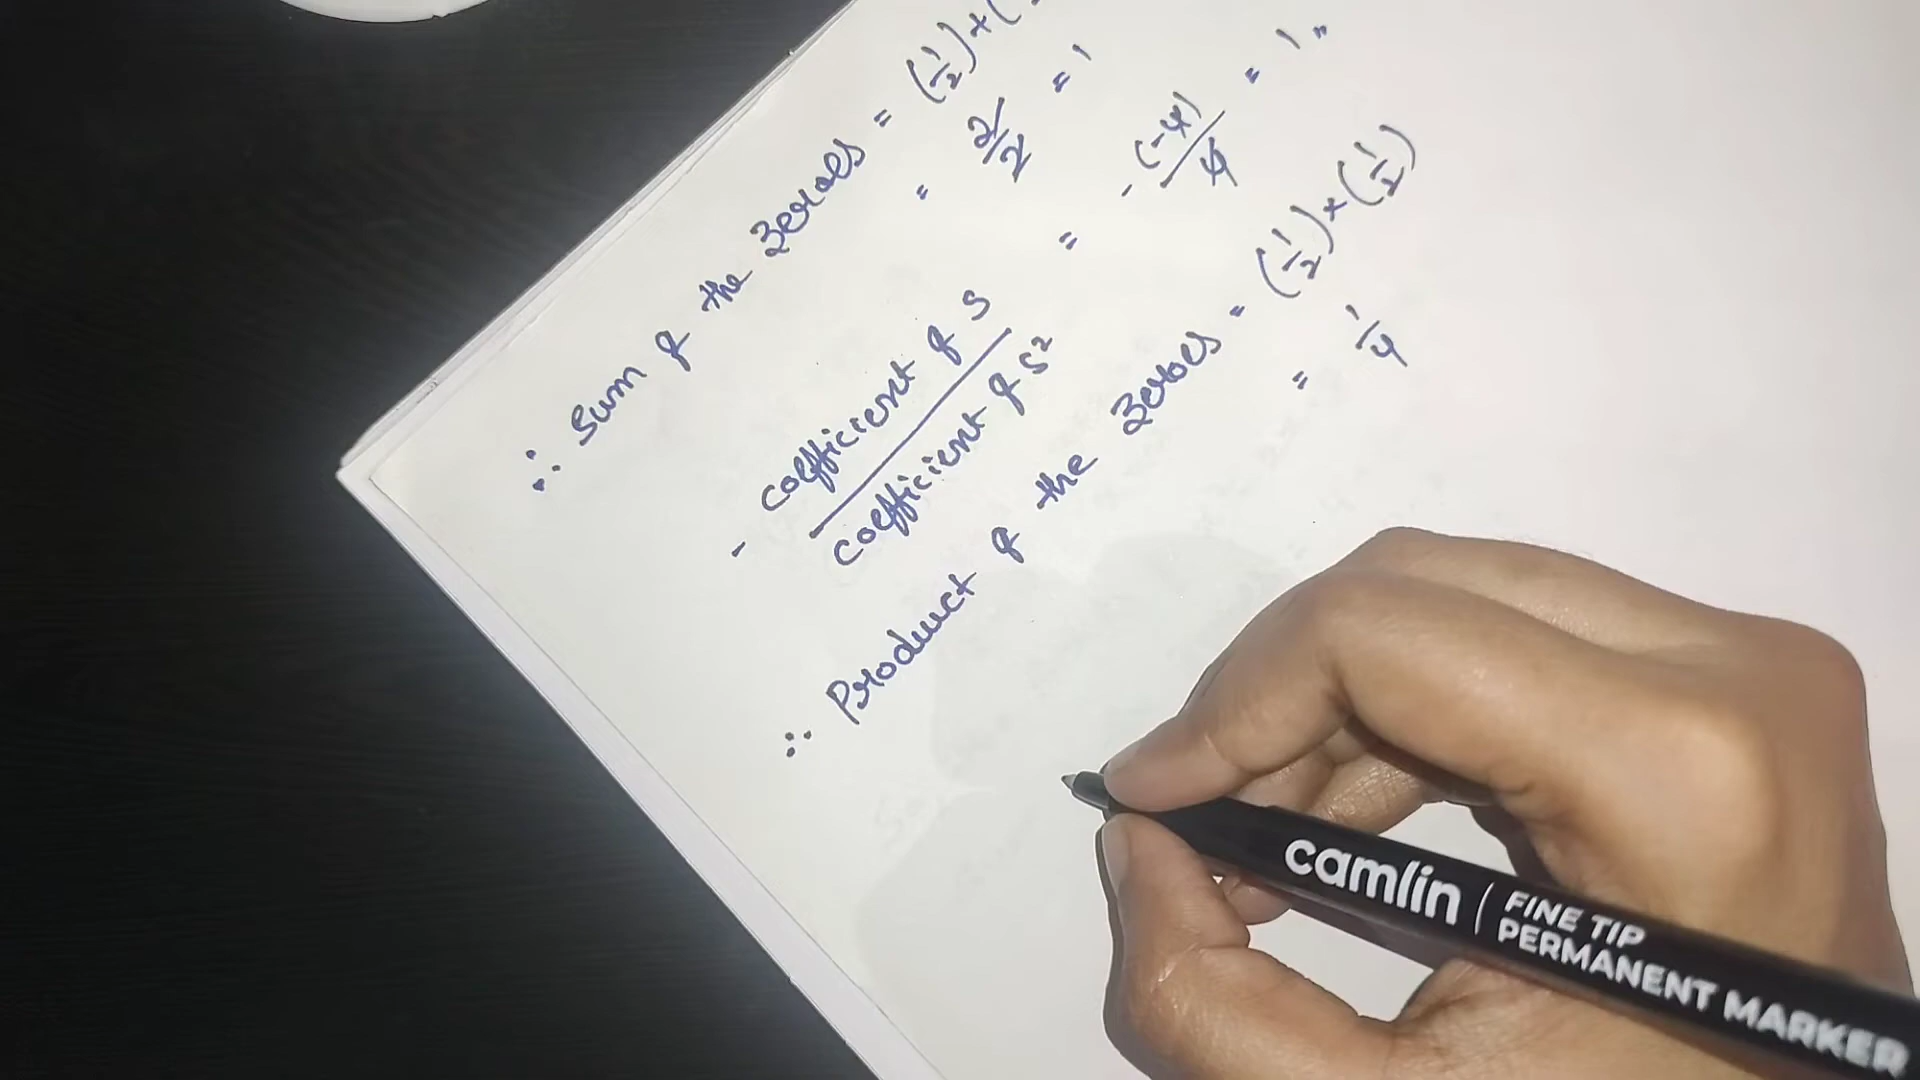 ∴ Sum of the Zeroes = (1/2) + (
= 2/2 = 1
- coefficient of S / coefficient of S² = -(-4)/4 = 1 "
∴ Product of the Zeroes = (1/2) × (1/2)
= 1/4
camlin FINE TIP
PERMANENT MARKER